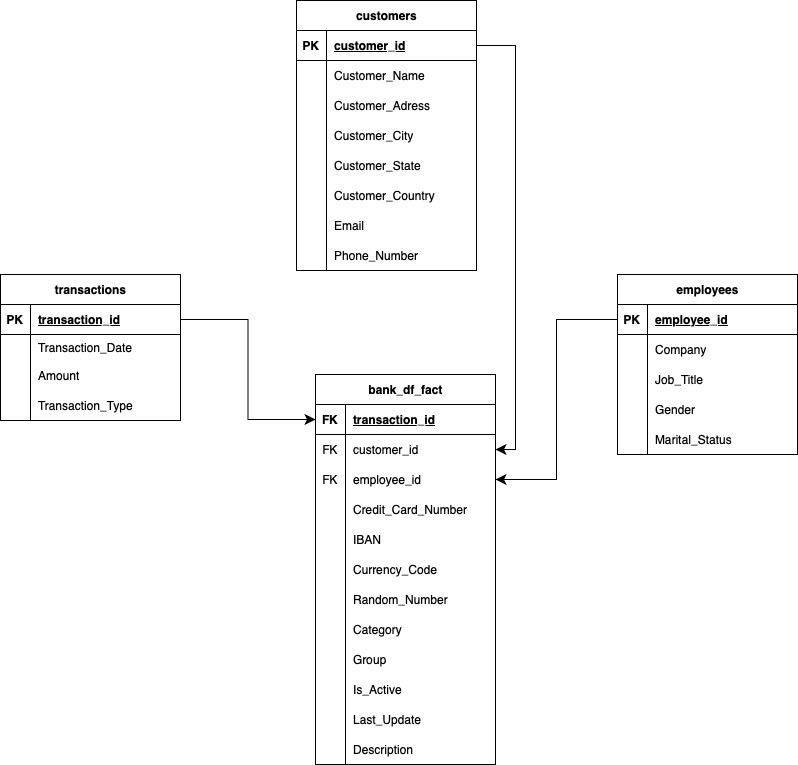 customers
PK customer_id
Customer_Name
Customer_Adress
Customer_City
Customer_State
Customer_Country
Email
Phone_Number
transactions
PK transaction_id
Transaction_Date
Amount
Transaction_Type
employees
PK employee_id
Company
Job_Title
Gender
Marital_Status
bank_df_fact
FK transaction_id
FK customer_id
FK employee_id
Credit_Card_Number
IBAN
Currency_Code
Random_Number
Category
Group
Is_Active
Last_Update
Description